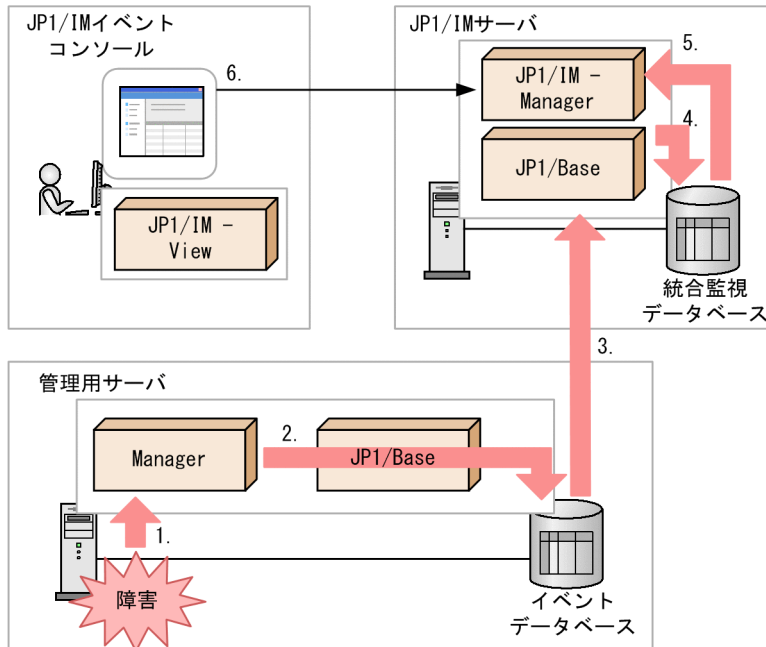 JP1/IMイベント
コンソール
6.
JP1/IM －
View
JP1/IMサーバ
JP1/IM －
Manager
5.
4.
JP1/Base
統合監視
データベース
3.
管理用サーバ
Manager
2.
JP1/Base
1.
障害
イベント
データベース